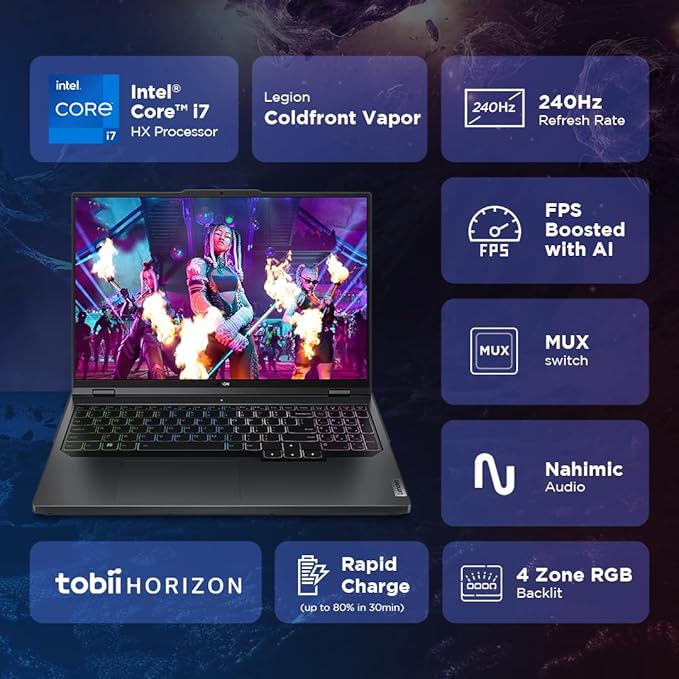 intel.
CORE
i7
Intel®
Core™ i7
HX Processor
Legion
Coldfront Vapor
240Hz
240Hz
Refresh Rate
FPS
FPS
Boosted
with AI
MUX
MUX
switch
Nahimic
Audio
Lenovo
tobii HORIZON
Rapid
Charge
(up to 80% in 30min)
4 Zone RGB
Backlit